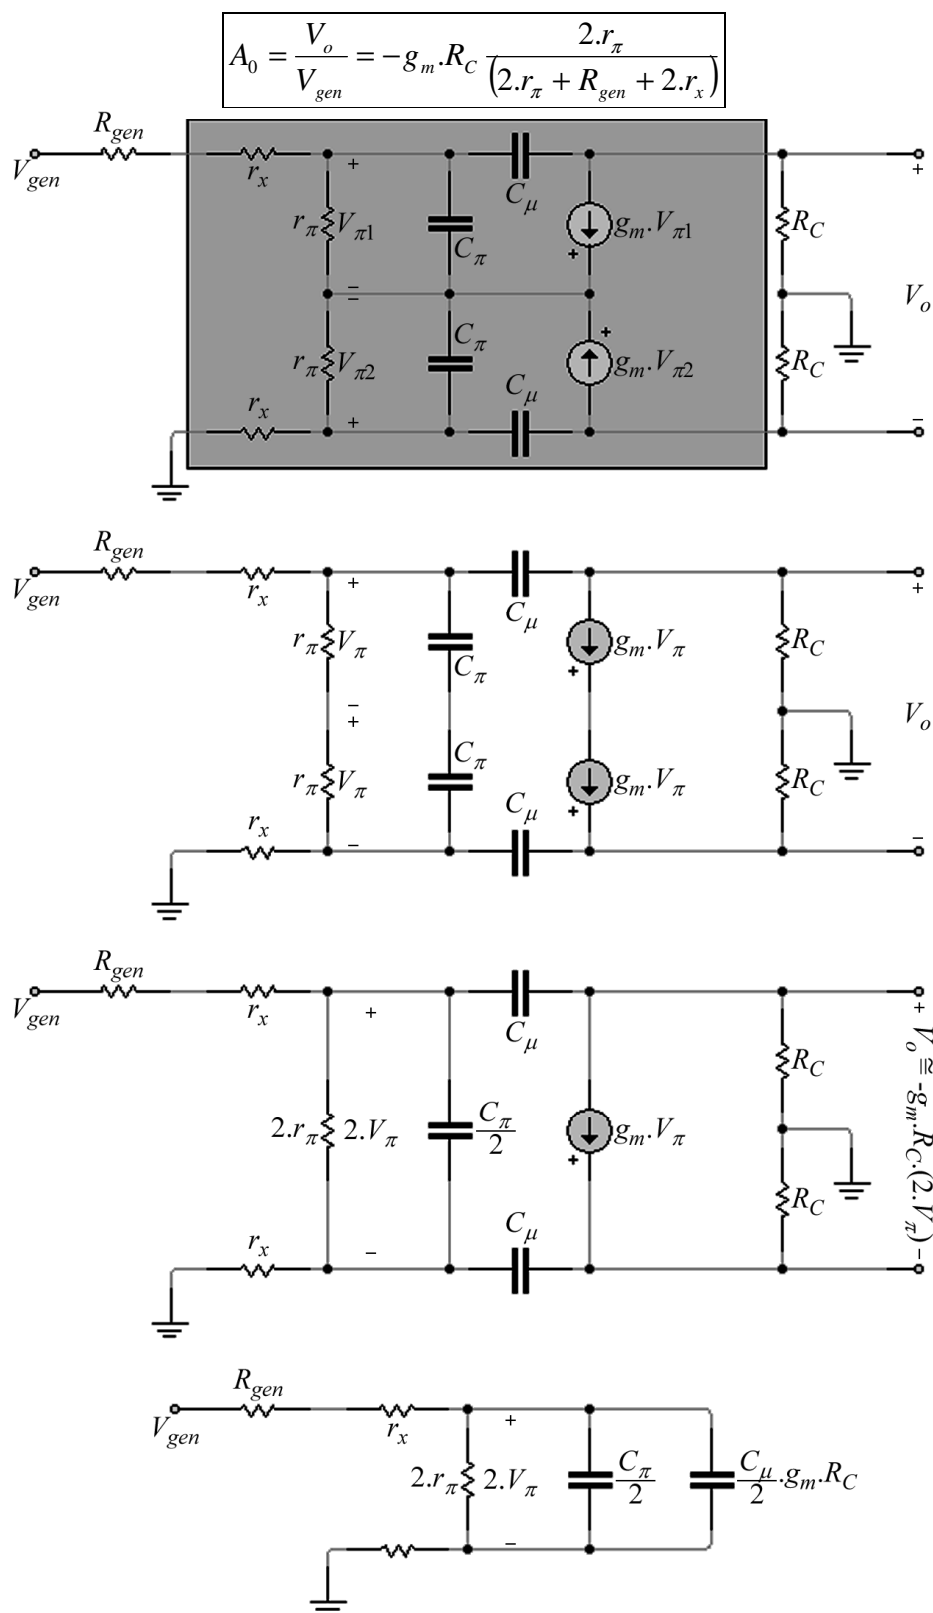 A₀ = V_o / V_gen = −g_m.R_C 2.r_π / (2.r_π + R_gen + 2.r_x)
R_gen
V_gen
r_x
+
C_μ
+
r_π V_π1
C_π
g_m.V_π1
+
R_C
−
−
V_o
C_π
+
r_π V_π2
g_m.V_π2
R_C
C_μ
r_x
+
−
R_gen
V_gen
r_x
+
C_μ
+
r_π V_π
C_π
g_m.V_π
+
R_C
−
+
V_o
C_π
r_π V_π
g_m.V_π
+
R_C
C_μ
r_x
−
−
R_gen
V_gen
r_x
+
C_μ
+ V_o ≅ -g_m.R_C.(2.V_π) −
R_C
2.r_π 2.V_π
C_π / 2
g_m.V_π
+
R_C
C_μ
r_x
−
R_gen
V_gen
r_x
+
2.r_π 2.V_π
C_π / 2
C_μ / 2 .g_m.R_C
−